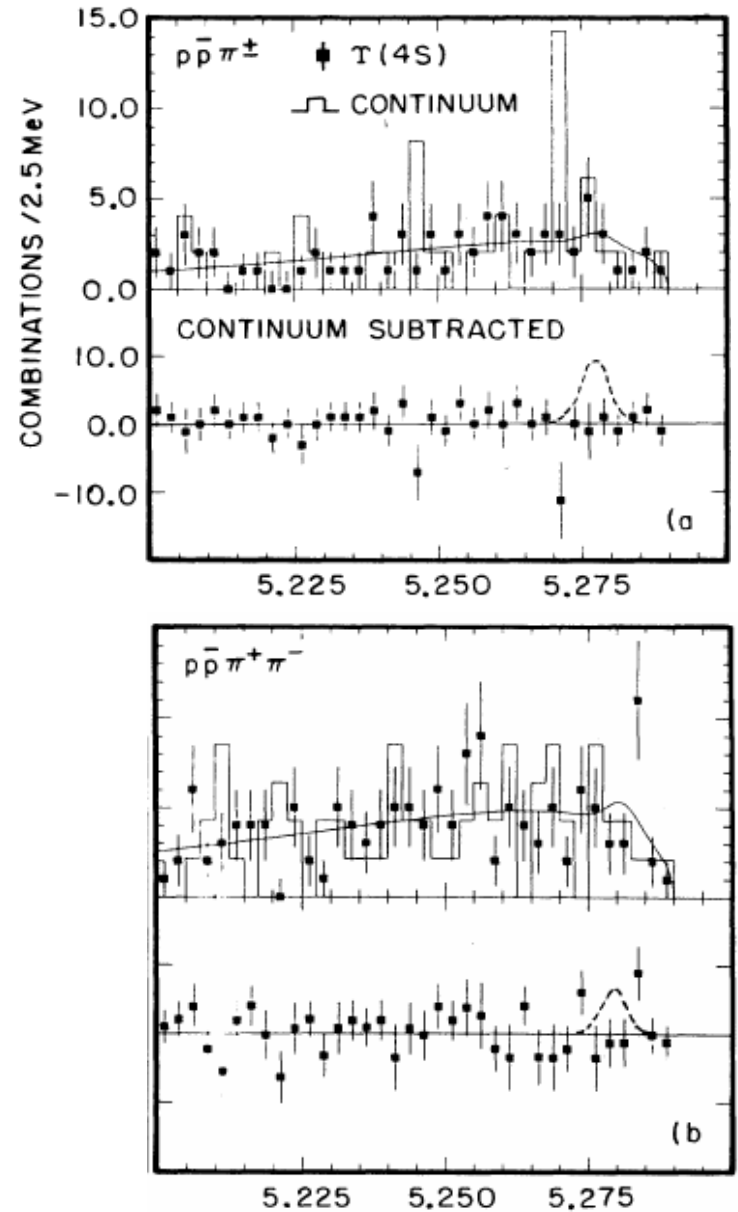 COMBINATIONS / 2.5 MeV
15.0
pp̄π± Υ(4S)
CONTINUUM
10.0
5.0
0.0
CONTINUUM SUBTRACTED
10.0
0.0
-10.0
(a
5.225 5.250 5.275
pp̄π⁺π⁻
(b
5.225 5.250 5.275